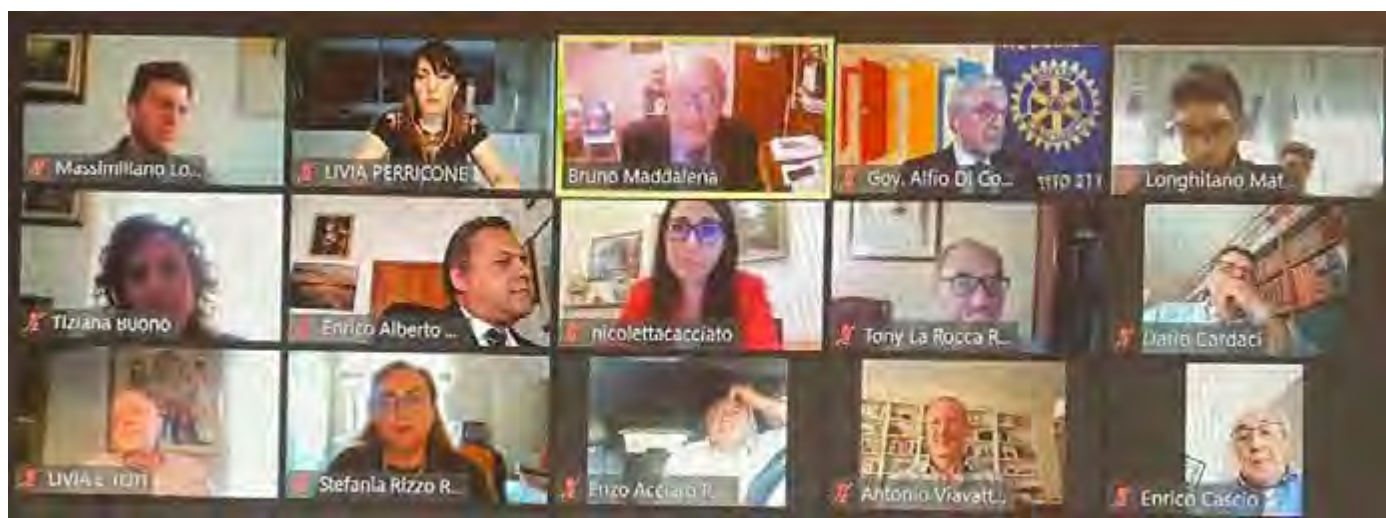 Massimiliano Lo...
LIVIA PERRICONE
Bruno Maddalena
Gov. Alfio Di Co...
Longhitano Mat...
Tiziana Buono
Enrico Alberto ...
nicolettacacciato
Tony La Rocca R...
Dario Cardaci
LIVIA E
Stefania Rizzo R...
Enzo Acciaro
Antonio Viavatt...
Enrico Cascio